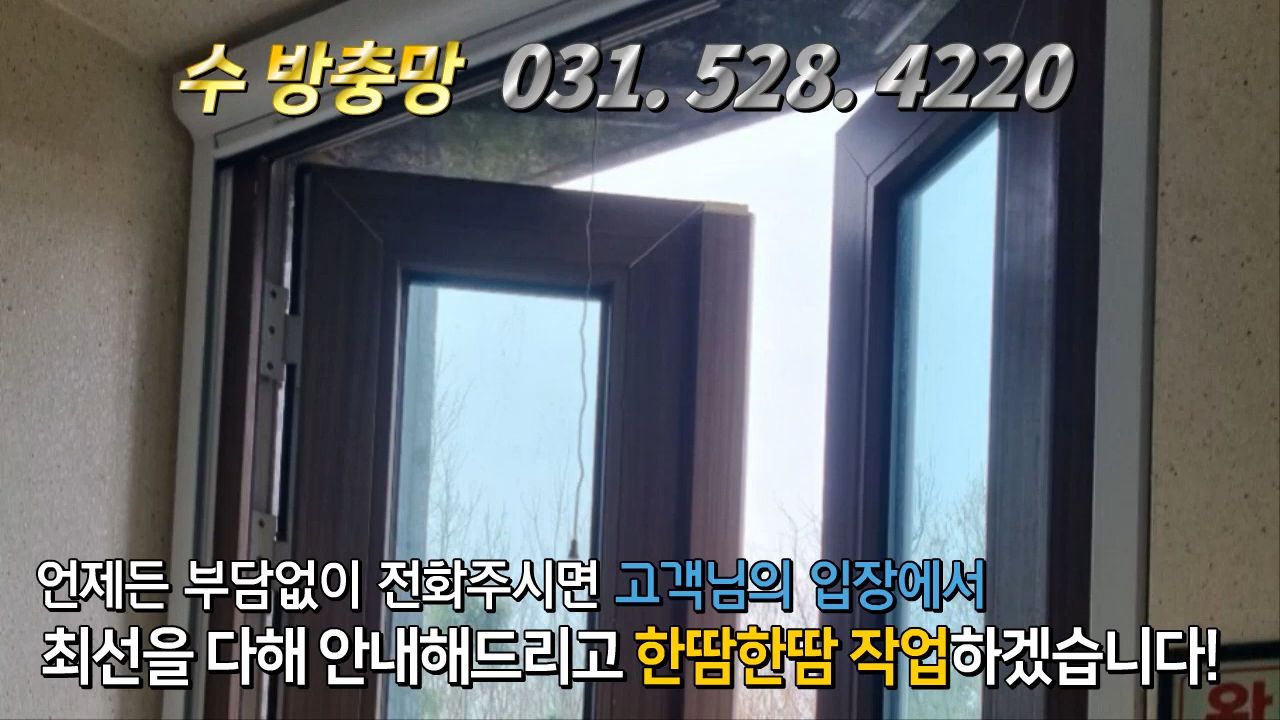 수 방충망 031. 528. 4220
언제든 부담없이 전화주시면 고객님의 입장에서
최선을 다해 안내해드리고 한땀한땀 작업하겠습니다!